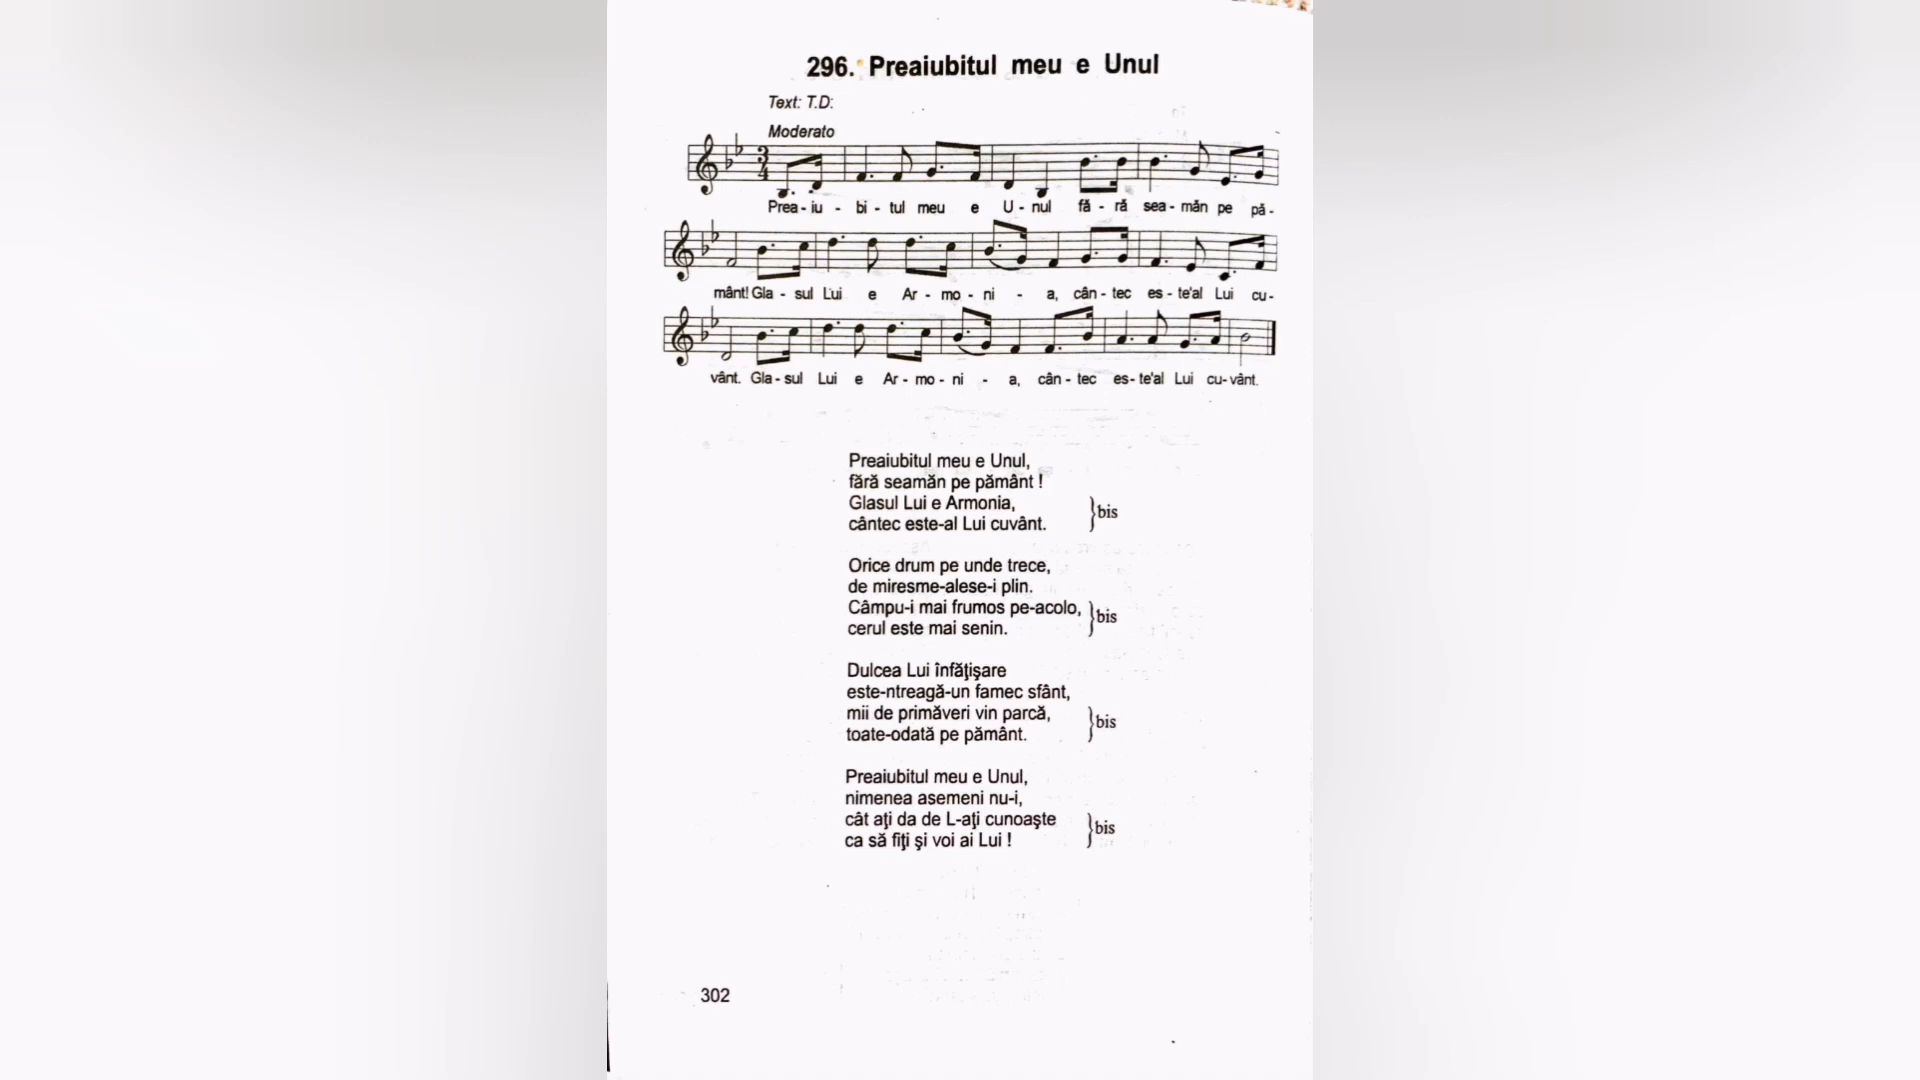 296. Preaiubitul meu e Unul
Text: T.D:
Moderato
3
4
Prea - iu - bi - tul meu e U - nul fă - ră sea - măn pe pă -
mânt! Gla - sul Lui e Ar - mo - ni - a, cân - tec es - te'al Lui cu -
vânt. Gla - sul Lui e Ar - mo - ni - a, cân - tec es - te'al Lui cu - vânt.
Preaiubitul meu e Unul,
fără seamăn pe pământ !
Glasul Lui e Armonia,
cântec este-al Lui cuvânt.
}bis
Orice drum pe unde trece,
de miresme-alese-i plin.
Câmpu-i mai frumos pe-acolo,
cerul este mai senin.
}bis
Dulcea Lui înfăţişare
este-ntreagă-un famec sfânt,
mii de primăveri vin parcă,
toate-odată pe pământ.
}bis
Preaiubitul meu e Unul,
nimenea asemeni nu-i,
cât aţi da de L-aţi cunoaşte
ca să fiţi şi voi ai Lui !
}bis
302